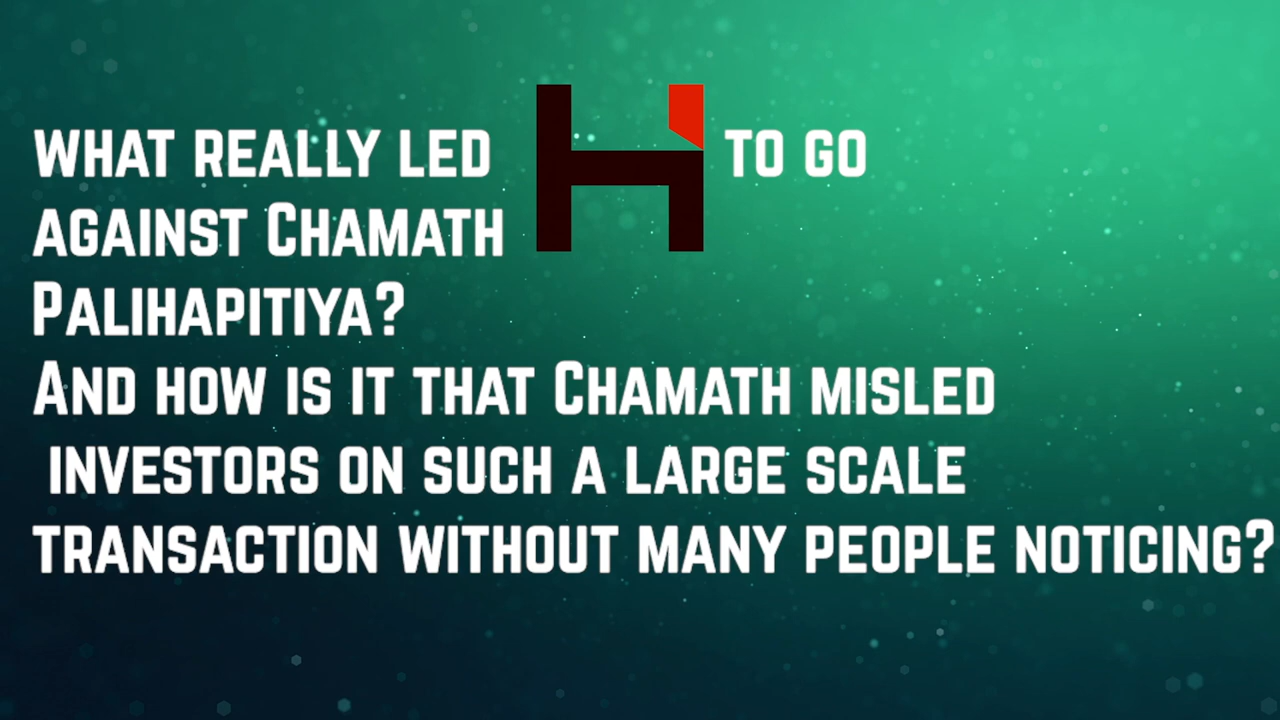 WHAT REALLY LED H TO GO
AGAINST CHAMATH
PALIHAPITIYA?
AND HOW IS IT THAT CHAMATH MISLED
INVESTORS ON SUCH A LARGE SCALE
TRANSACTION WITHOUT MANY PEOPLE NOTICING?